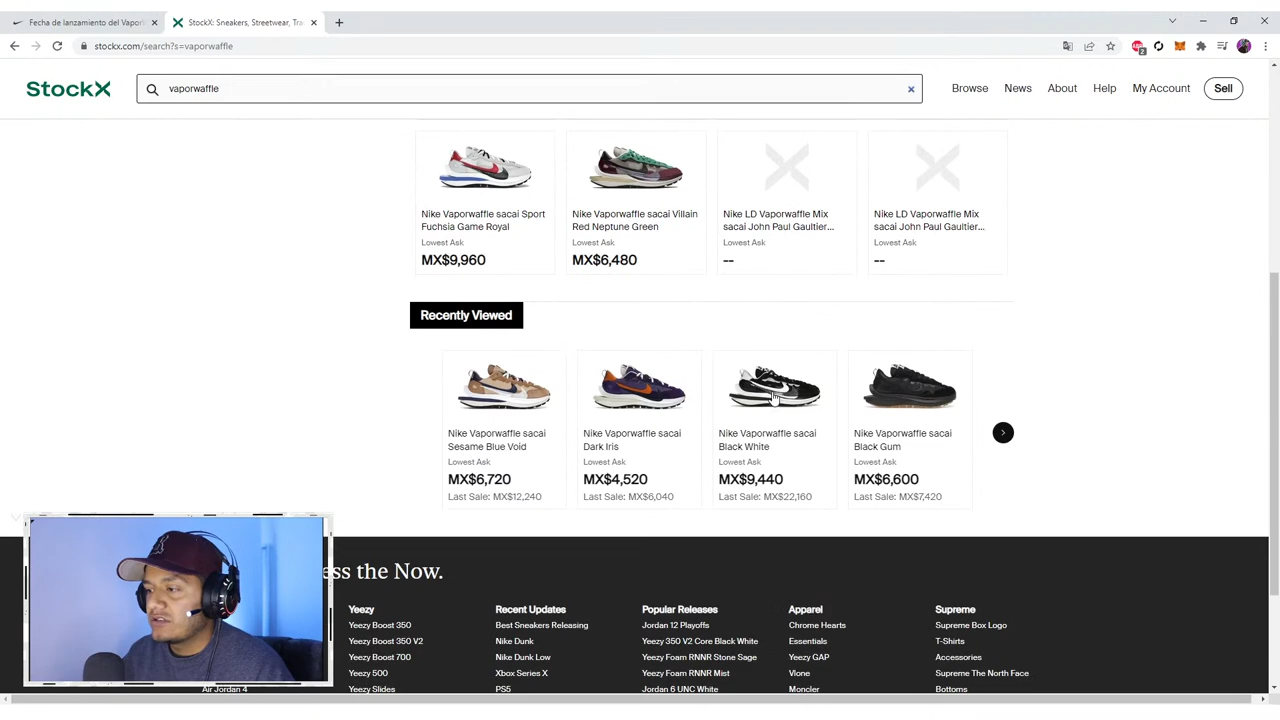 Fecha de lanzamiento del Vapori
StockX: Sneakers, Streetwear, Tra
stockx.com/search?s=vaporwaffle
2
StockX
vaporwaffle
Browse
News
About
Help
My Account
Sell
Nike Vaporwaffle sacai Sport
Fuchsia Game Royal
Lowest Ask
MX$9,960
Nike Vaporwaffle sacai Villain
Red Neptune Green
Lowest Ask
MX$6,480
Nike LD Vaporwaffle Mix
sacai John Paul Gaultier...
Lowest Ask
--
Nike LD Vaporwaffle Mix
sacai John Paul Gaultier...
Lowest Ask
--
Recently Viewed
Nike Vaporwaffle sacai
Sesame Blue Void
Lowest Ask
MX$6,720
Last Sale: MX$12,240
Nike Vaporwaffle sacai
Dark Iris
Lowest Ask
MX$4,520
Last Sale: MX$6,040
Nike Vaporwaffle sacai
Black White
Lowest Ask
MX$9,440
Last Sale: MX$22,160
Nike Vaporwaffle sacai
Black Gum
Lowest Ask
MX$6,600
Last Sale: MX$7,420
ess the Now.
Air Jordan 4
Yeezy
Yeezy Boost 350
Yeezy Boost 350 V2
Yeezy Boost 700
Yeezy 500
Yeezy Slides
Recent Updates
Best Sneakers Releasing
Nike Dunk
Nike Dunk Low
Xbox Series X
PS5
Popular Releases
Jordan 12 Playoffs
Yeezy 350 V2 Core Black White
Yeezy Foam RNNR Stone Sage
Yeezy Foam RNNR Mist
Jordan 6 UNC White
Apparel
Chrome Hearts
Essentials
Yeezy GAP
Vlone
Moncler
Supreme
Supreme Box Logo
T-Shirts
Accessories
Supreme The North Face
Bottoms